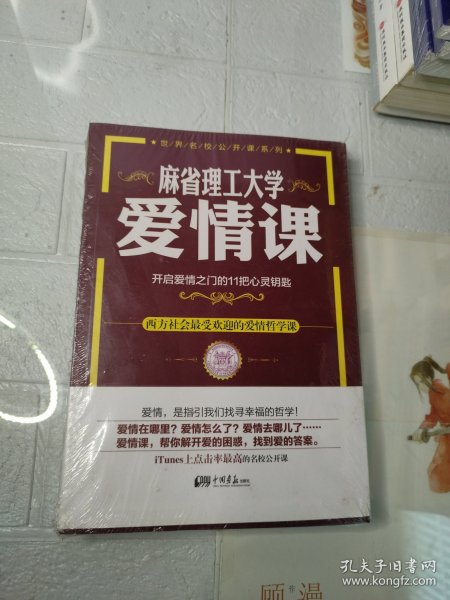 ★世/界/名/校/公/开/课/系/列★
麻省理工大学
爱情课
开启爱情之门的11把心灵钥匙
西方社会最受欢迎的爱情哲学课
爱情，是指引我们找寻幸福的哲学！
爱情在哪里？爱情怎么了？爱情去哪儿了……
爱情课，帮你解开爱的困惑，找到爱的答案。
iTunes上点击率最高的名校公开课
中国画报出版社
顾 作 温
孔夫子旧书网
www.kongfz.com